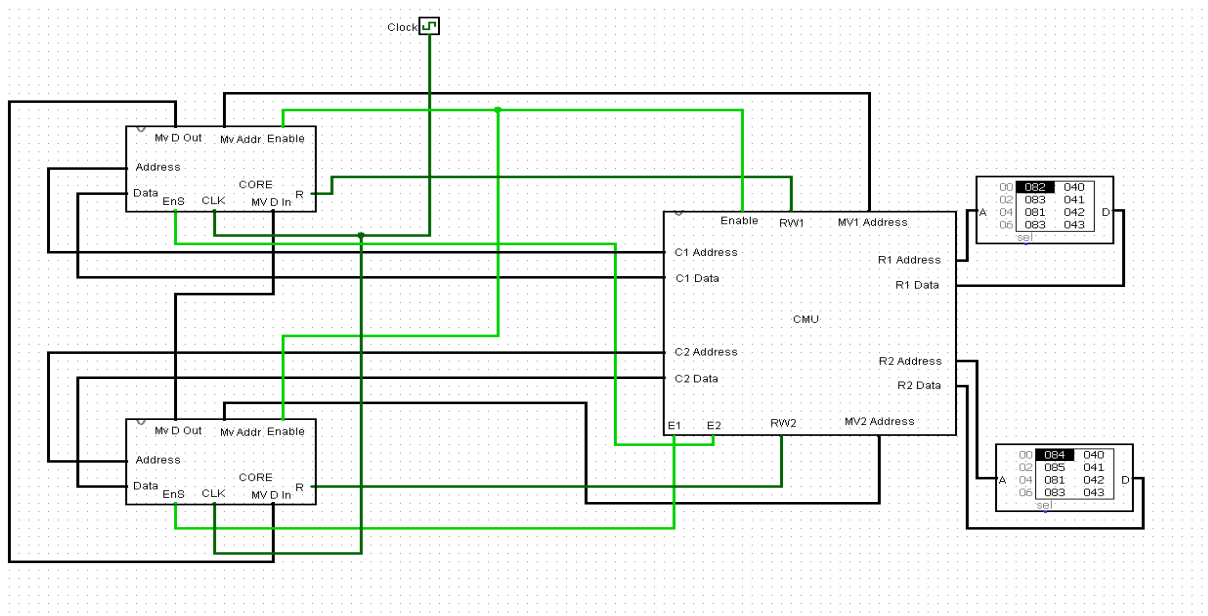 Clock
Mv D Out Mv Addr Enable
Address
CORE
Data R
EnS CLK MV D In
00 082 040
02 083 041
A 04 081 042 D
06 083 043
sel
Enable RW1 MV1 Address
C1 Address
R1 Address
C1 Data
R1 Data
CMU
C2 Address
R2 Address
C2 Data
R2 Data
E1 E2 RW2 MV2 Address
Mv D Out Mv Addr Enable
Address
CORE
Data R
EnS CLK MV D In
00 084 040
02 085 041
A 04 081 042 D
06 083 043
sel